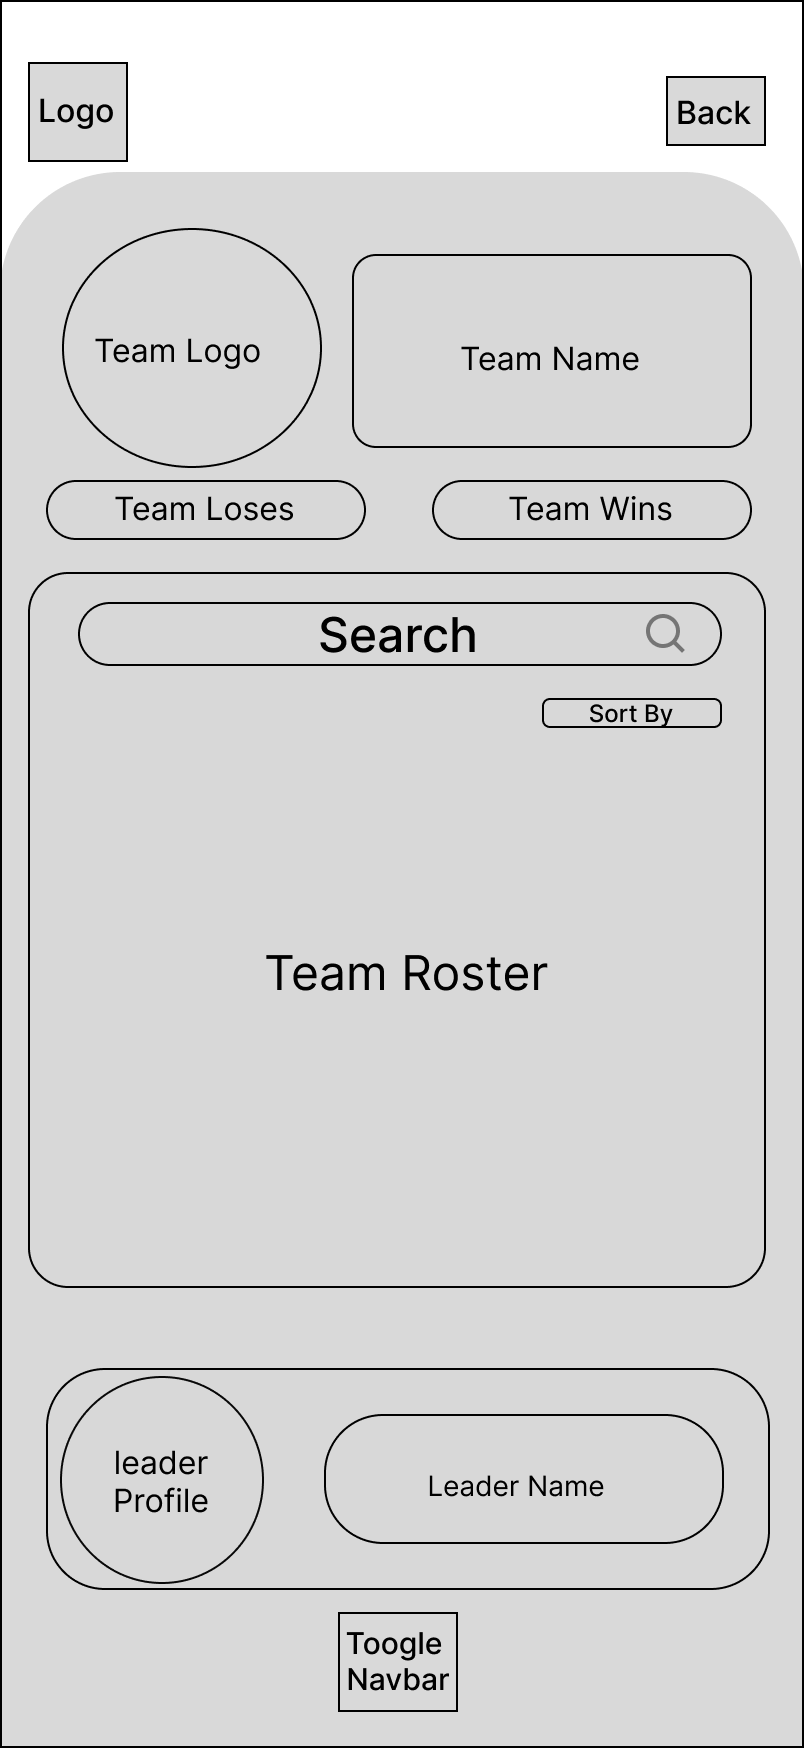 Logo
Back
Team Logo
Team Name
Team Loses
Team Wins
Search
Sort By
Team Roster
leader
Profile
Leader Name
Toogle
Navbar